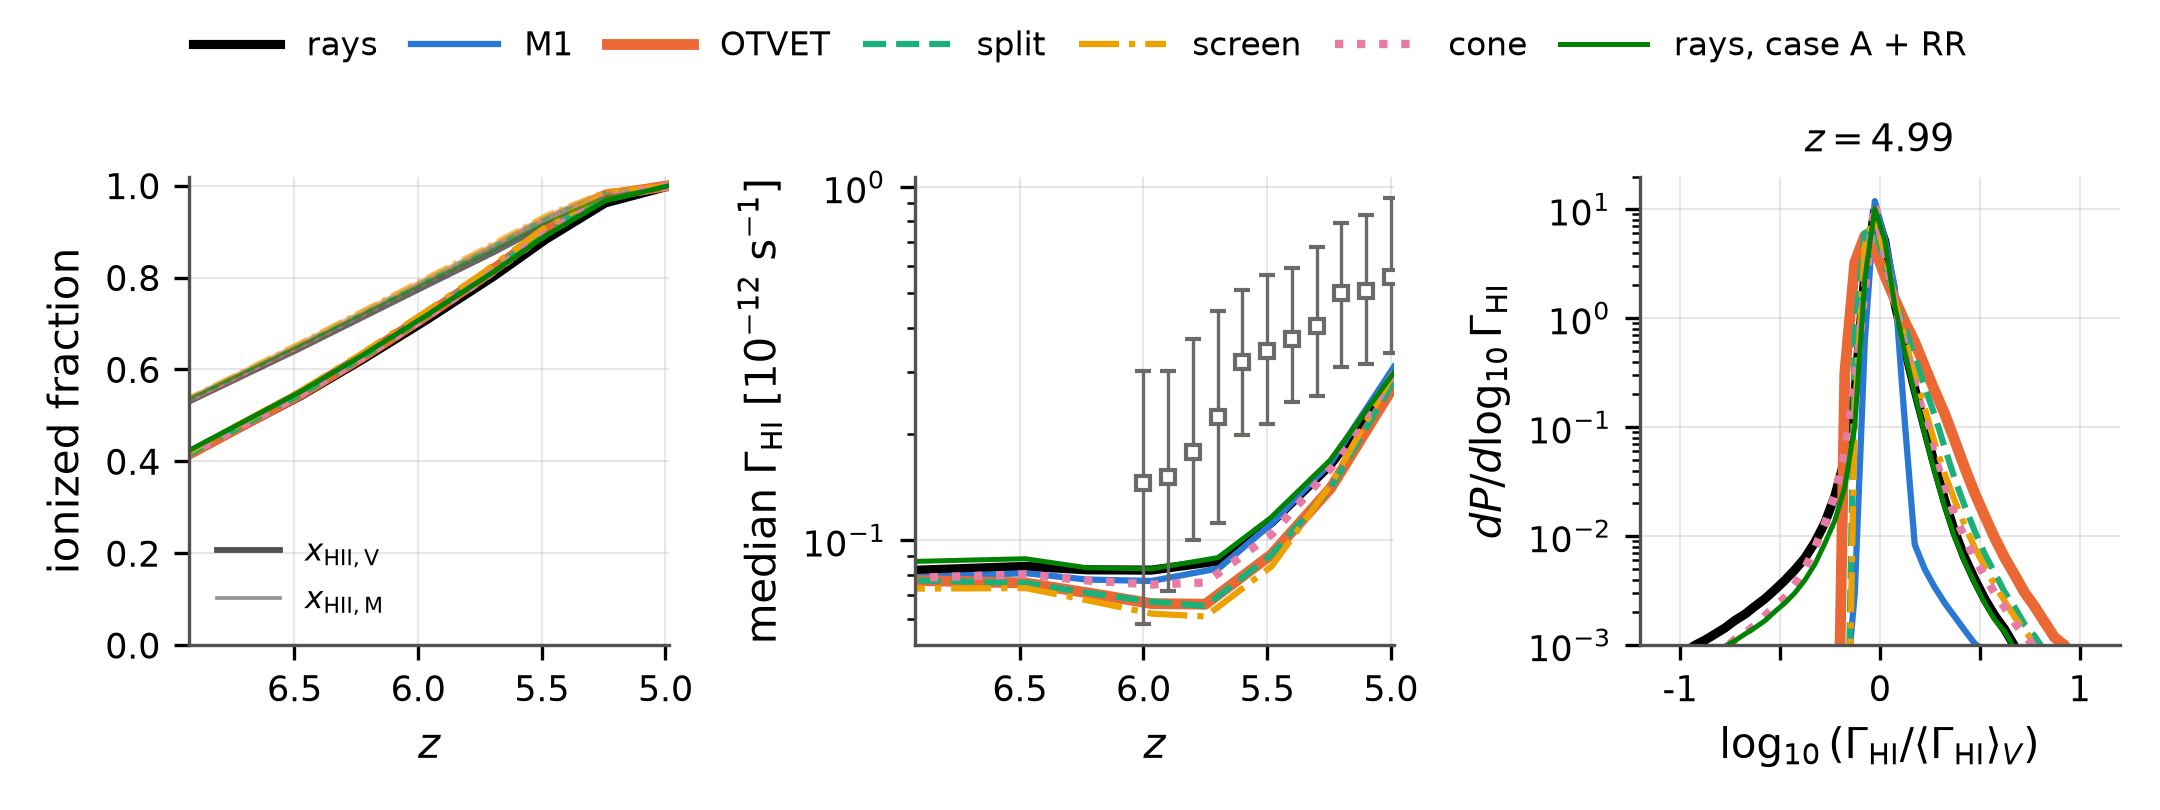 rays M1 OTVET split screen cone rays, case A + RR
ionized fraction
1.0
0.8
0.6
0.4
0.2
0.0
x_HII, V
x_HII, M
6.5 6.0 5.5 5.0
z
median Γ_HI [10^−12 s^−1]
10^0
10^−1
6.5 6.0 5.5 5.0
z
z = 4.99
dP/dlog_10 Γ_HI
10^1
10^0
10^−1
10^−2
10^−3
-1 0 1
log_10 (Γ_HI/⟨Γ_HI⟩_V)